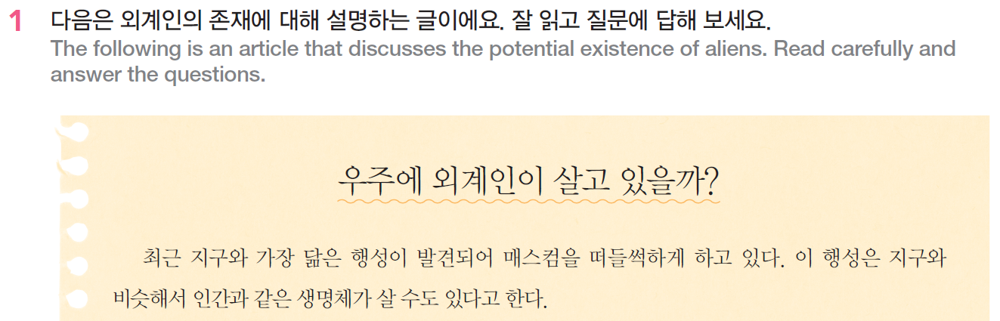 1 다음은 외계인의 존재에 대해 설명하는 글이에요. 잘 읽고 질문에 답해 보세요.
The following is an article that discusses the potential existence of aliens. Read carefully and
answer the questions.
우주에 외계인이 살고 있을까?
최근 지구와 가장 닮은 행성이 발견되어 매스컴을 떠들썩하게 하고 있다. 이 행성은 지구와
비슷해서 인간과 같은 생명체가 살 수도 있다고 한다.